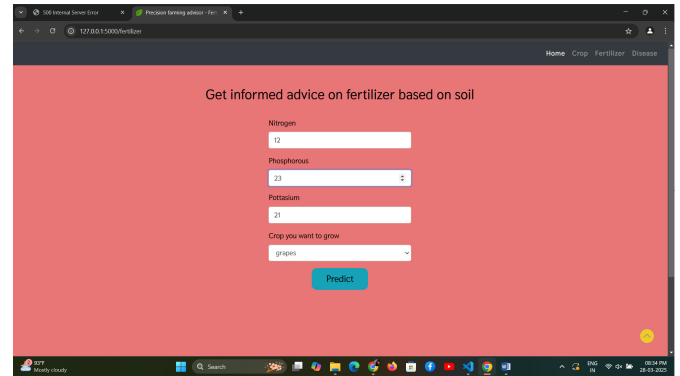 500 Internal Server Error
Precision farming advisor - Fert
127.0.0.1:5000/fertilizer
Home Crop Fertilizer Disease
Get informed advice on fertilizer based on soil
Nitrogen
12
Phosphorous
23
Pottasium
21
Crop you want to grow
grapes
Predict
93°F
Mostly cloudy
Search
ENG
IN
08:34 PM
28-03-2025